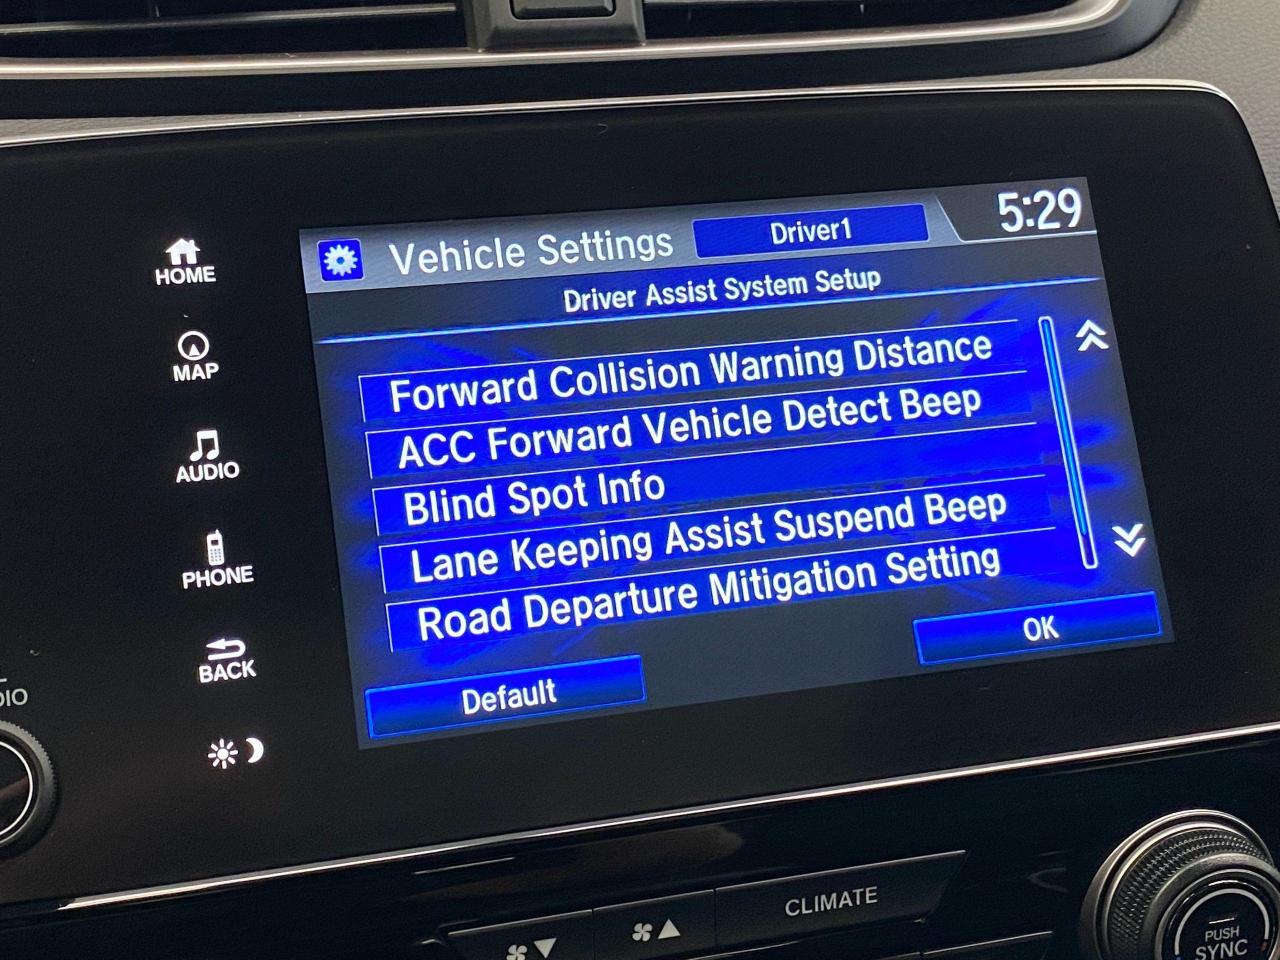 HOME
MAP
AUDIO
PHONE
BACK
Vehicle Settings
Driver1
5:29
Driver Assist System Setup
Forward Collision Warning Distance
ACC Forward Vehicle Detect Beep
Blind Spot Info
Lane Keeping Assist Suspend Beep
Road Departure Mitigation Setting
Default
OK
CLIMATE
PUSH
SYNC